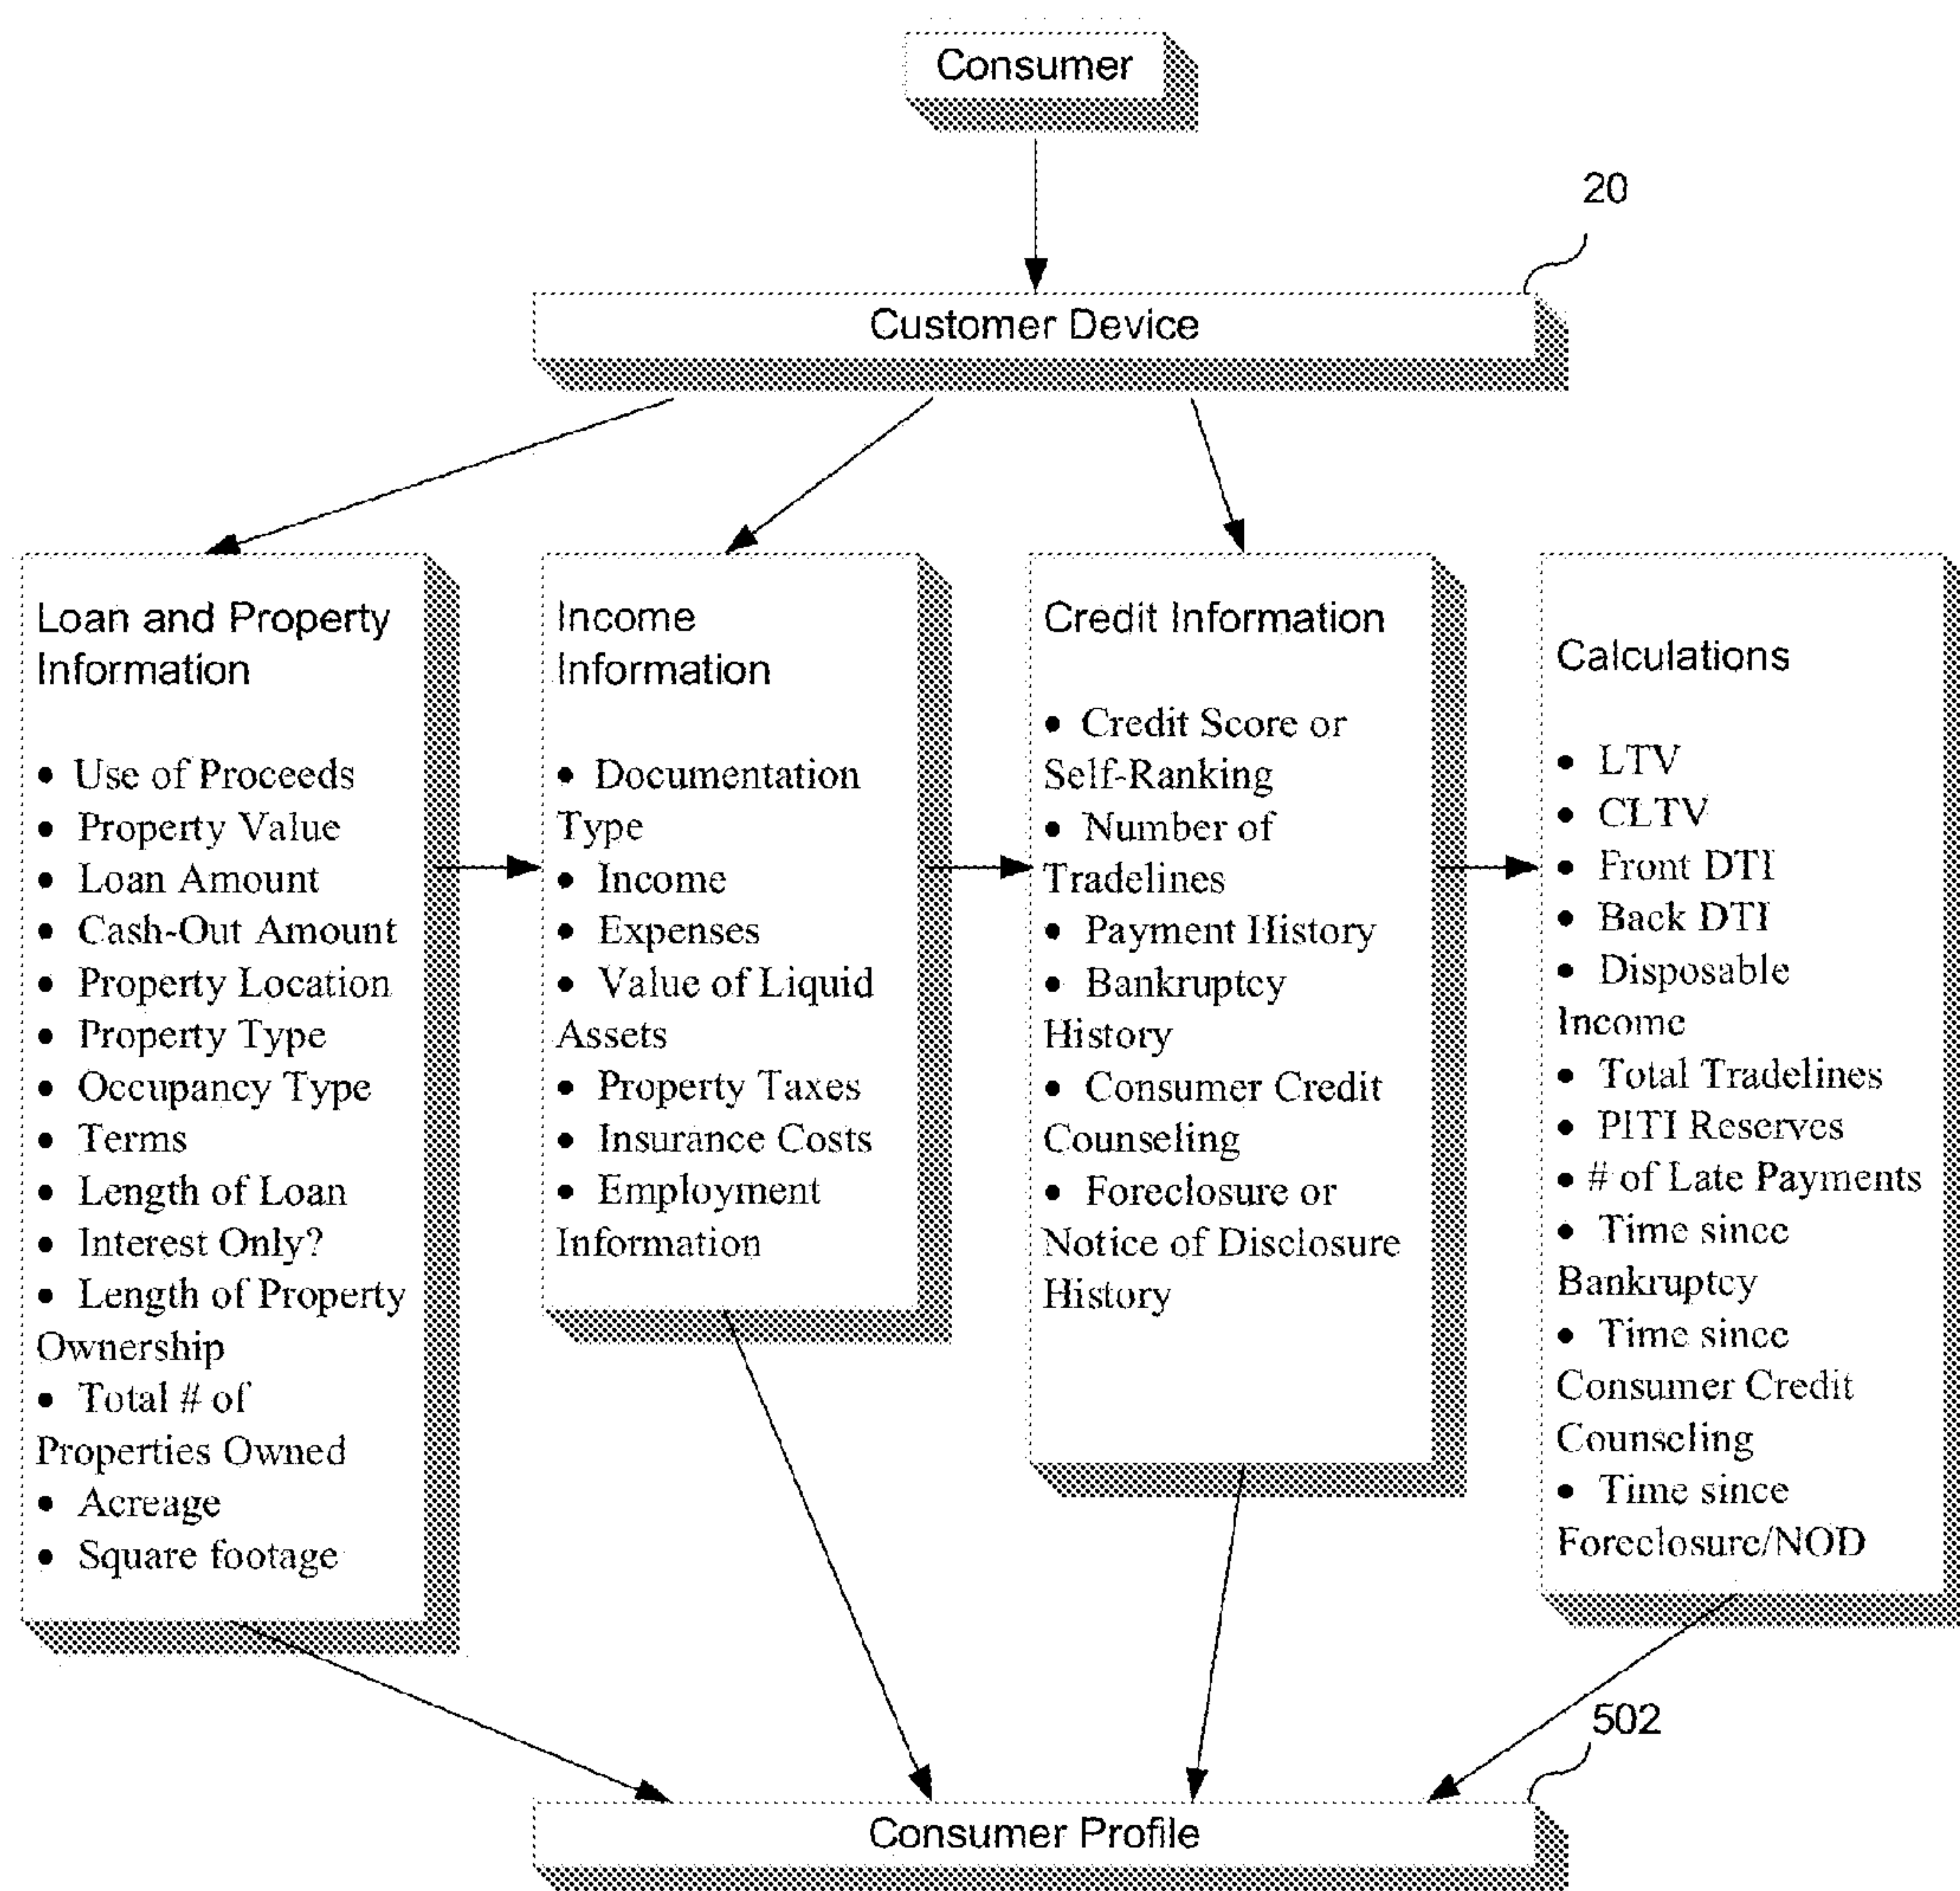 Consumer
20
Customer Device
Loan and Property
Information
• Use of Proceeds
• Property Value
• Loan Amount
• Cash-Out Amount
• Property Location
• Property Type
• Occupancy Type
• Terms
• Length of Loan
• Interest Only?
• Length of Property
Ownership
• Total # of
Properties Owned
• Acreage
• Square footage
Income
Information
• Documentation
Type
• Income
• Expenses
• Value of Liquid
Assets
• Property Taxes
• Insurance Costs
• Employment
Information
Credit Information
• Credit Score or
Self-Ranking
• Number of
Tradelines
• Payment History
• Bankruptcy
History
• Consumer Credit
Counseling
• Foreclosure or
Notice of Disclosure
History
Calculations
• LTV
• CLTV
• Front DTI
• Back DTI
• Disposable
Income
• Total Tradelines
• PITI Reserves
• # of Late Payments
• Time since
Bankruptcy
• Time since
Consumer Credit
Counseling
• Time since
Foreclosure/NOD
502
Consumer Profile